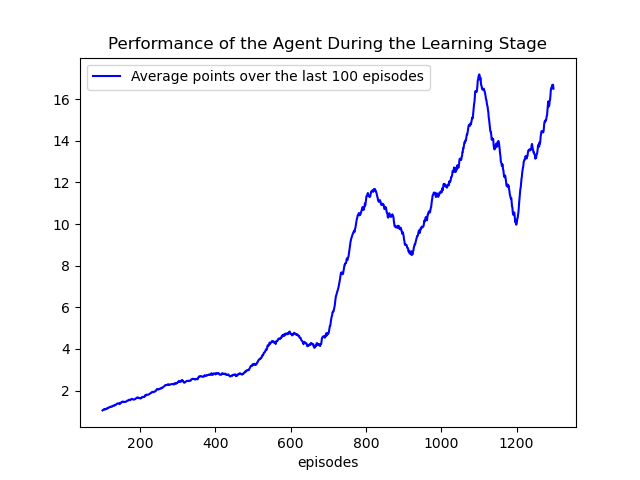 Performance of the Agent During the Learning Stage
Average points over the last 100 episodes
16
14
12
10
8
6
4
2
200 400 600 800 1000 1200
episodes